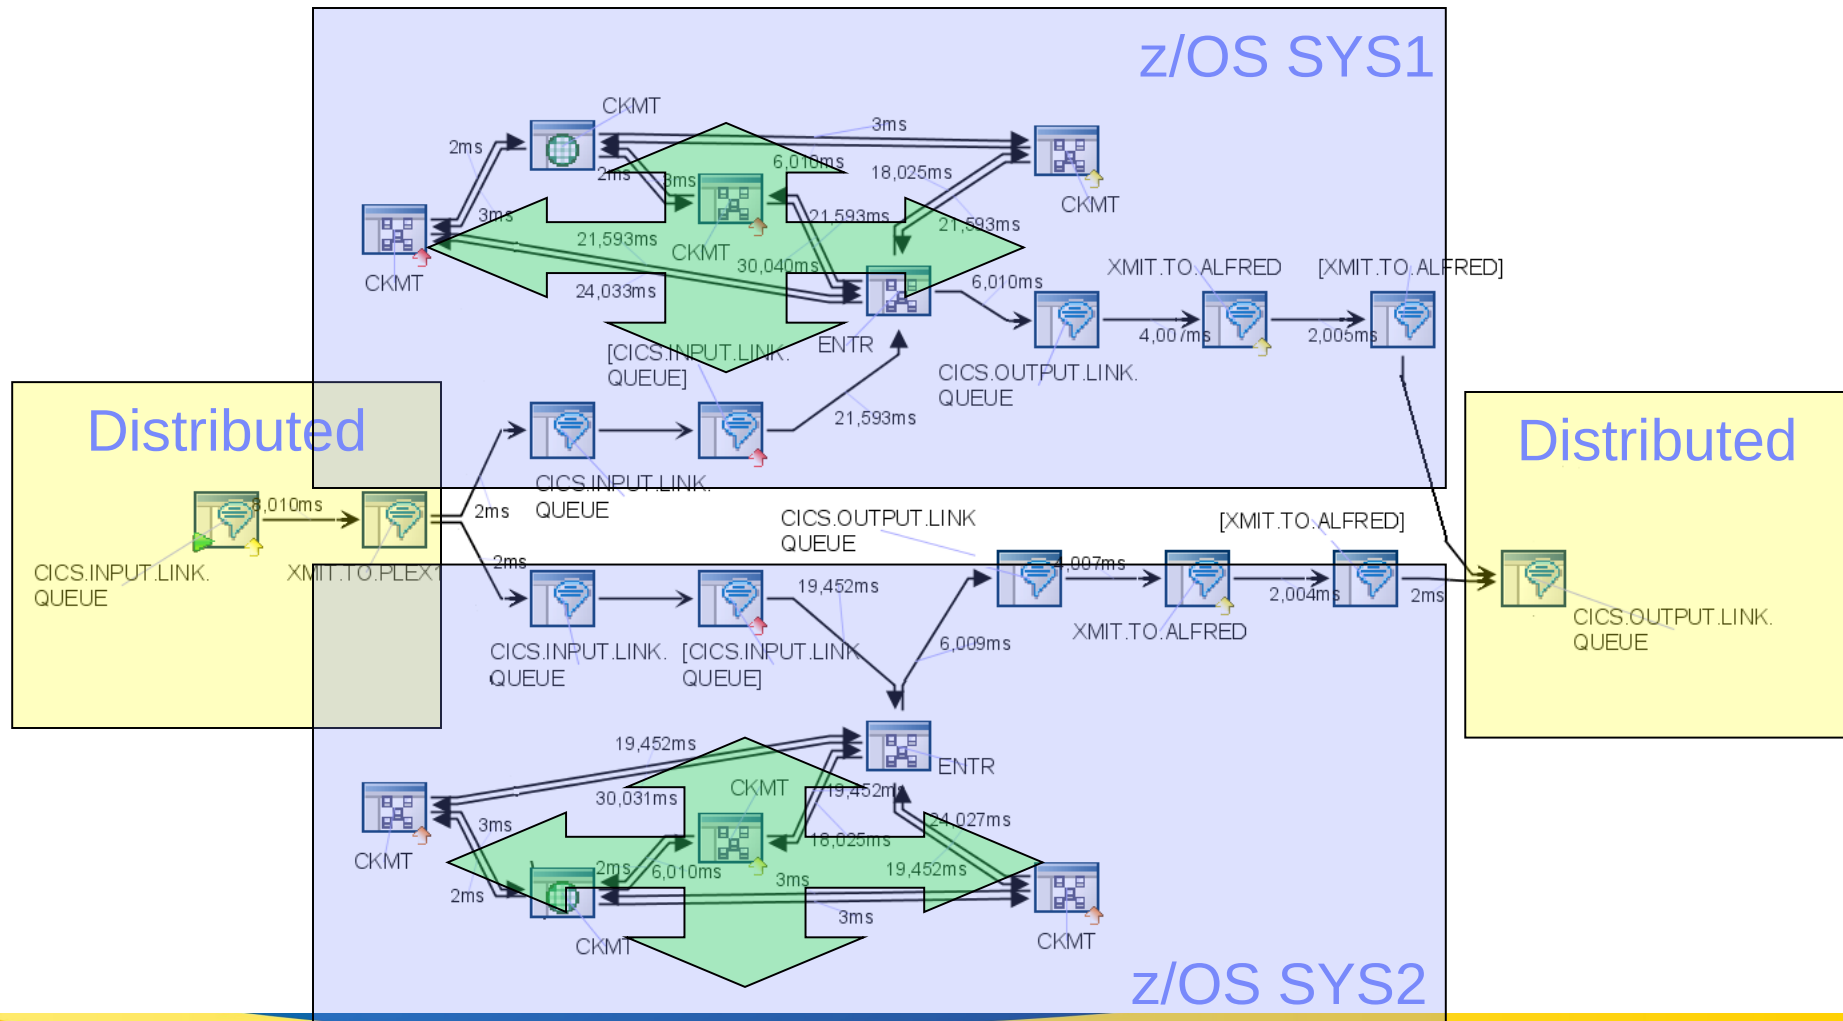 z/OS SYS1
CKMT
3ms
2ms
6,010ms
18,025ms
2ms
3ms
CKMT
3ms
21,593ms
21,593ms
21,593ms
CKMT
30,040ms
CKMT
24,033ms
6,010ms
XMIT.TO.ALFRED
[XMIT.TO.ALFRED]
4,007ms
2,005ms
ENTR
[CICS.INPUT.LINK.
QUEUE]
CICS.OUTPUT.LINK.
QUEUE
21,593ms
Distributed
Distributed
CICS.INPUT.LINK.
QUEUE
8,010ms
2ms
CICS.OUTPUT.LINK
QUEUE
[XMIT.TO.ALFRED]
CICS.INPUT.LINK.
QUEUE
XMIT.TO.PLEX1
2ms
4,007ms
19,452ms
2,004ms
2ms
CICS.OUTPUT.LINK.
QUEUE
XMIT.TO.ALFRED
CICS.INPUT.LINK.
QUEUE
[CICS.INPUT.LINK
QUEUE]
6,009ms
19,452ms
ENTR
CKMT
30,031ms
19,452ms
3ms
24,027ms
18,025ms
CKMT
2ms
6,010ms
3ms
19,452ms
2ms
3ms
CKMT
CKMT
z/OS SYS2